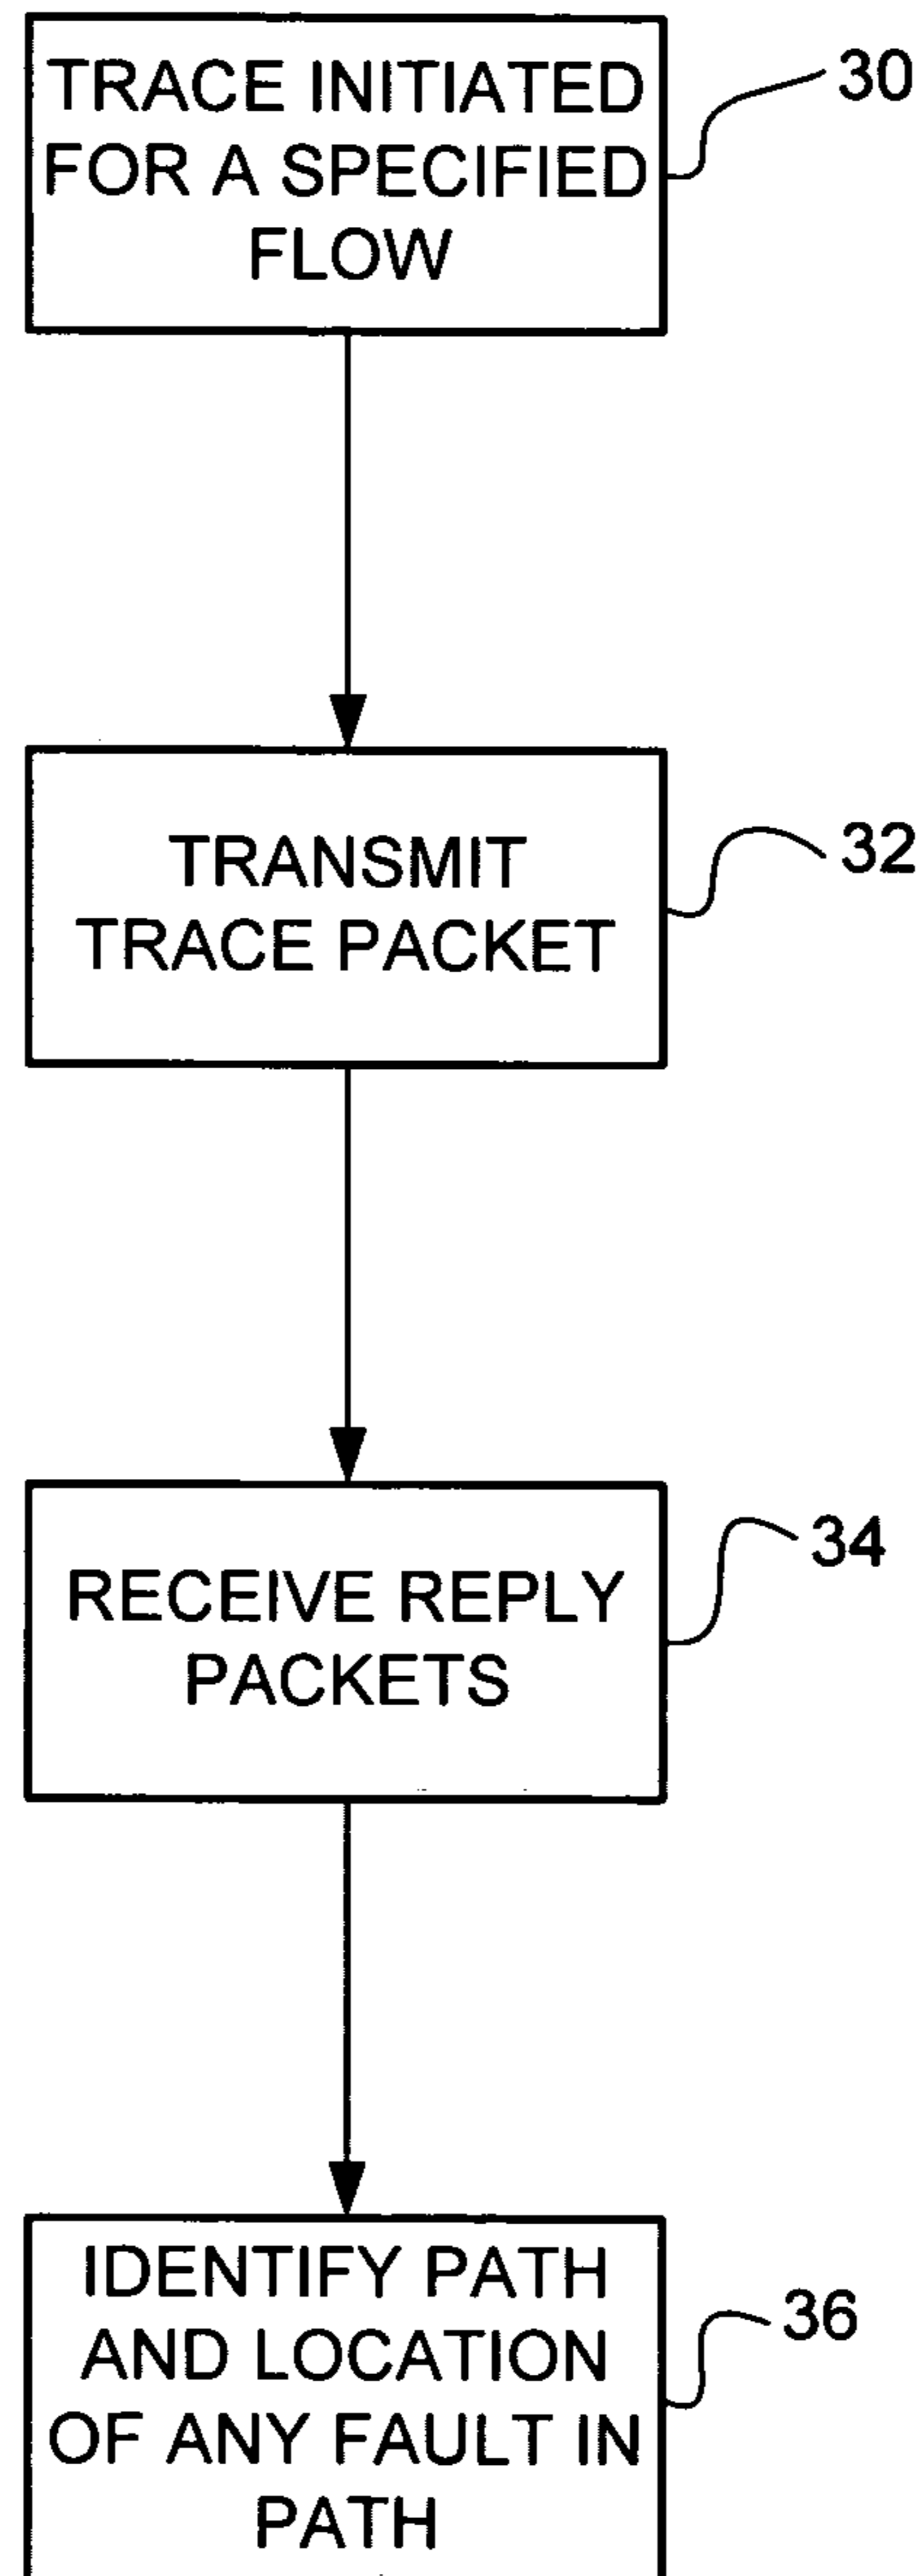 TRACE INITIATED
FOR A SPECIFIED
FLOW
30
TRANSMIT
TRACE PACKET
32
RECEIVE REPLY
PACKETS
34
IDENTIFY PATH
AND LOCATION
OF ANY FAULT IN
PATH
36